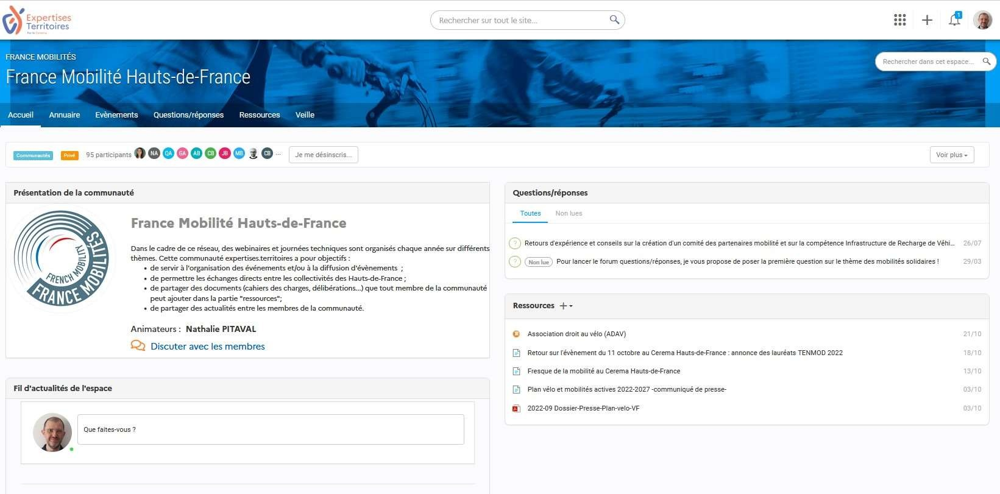 Expertises
Territoires
Par le Cerema
Rechercher sur tout le site...
1
FRANCE MOBILITÉS
France Mobilité Hauts-de-France
Rechercher dans cet espace...
Accueil Annuaire Evènements Questions/réponses Ressources Veille
Communautés Privé 95 participants NA QA GA AB CB JB MB CB ... Je me désinscris... Voir plus
Présentation de la communauté
FRENCH MOBILITY
FRANCE MOBILITÉS
France Mobilité Hauts-de-France
Dans le cadre de ce réseau, des webinaires et journées techniques sont organisés chaque année sur différents
thèmes. Cette communauté expertises.territoires a pour objectifs :
• de servir à l'organisation des événements et/ou à la diffusion d'évènements ;
• de permettre les échanges directs entre les collectivités des Hauts-de-France ;
• de partager des documents (cahiers des charges, délibérations...) que tout membre de la communauté
peut ajouter dans la partie "ressources";
• de partager des actualités entre les membres de la communauté.
Animateurs : Nathalie PITAVAL
Discuter avec les membres
Fil d'actualités de l'espace
Que faites-vous ?
Questions/réponses
Toutes Non lues
? Retours d'expérience et conseils sur la création d'un comité des partenaires mobilité et sur la compétence Infrastructure de Recharge de Véhi... 26/07
? Non lue Pour lancer le forum questions/réponses, je vous propose de poser la première question sur le thème des mobilités solidaires ! 29/03
Ressources
Association droit au vélo (ADAV) 21/10
Retour sur l'évènement du 11 octobre au Cerema Hauts-de-France : annonce des lauréats TENMOD 2022 18/10
Fresque de la mobilité au Cerema Hauts-de-France 13/10
Plan vélo et mobilités actives 2022-2027 -communiqué de presse- 03/10
2022-09 Dossier-Presse-Plan-velo-VF 03/10